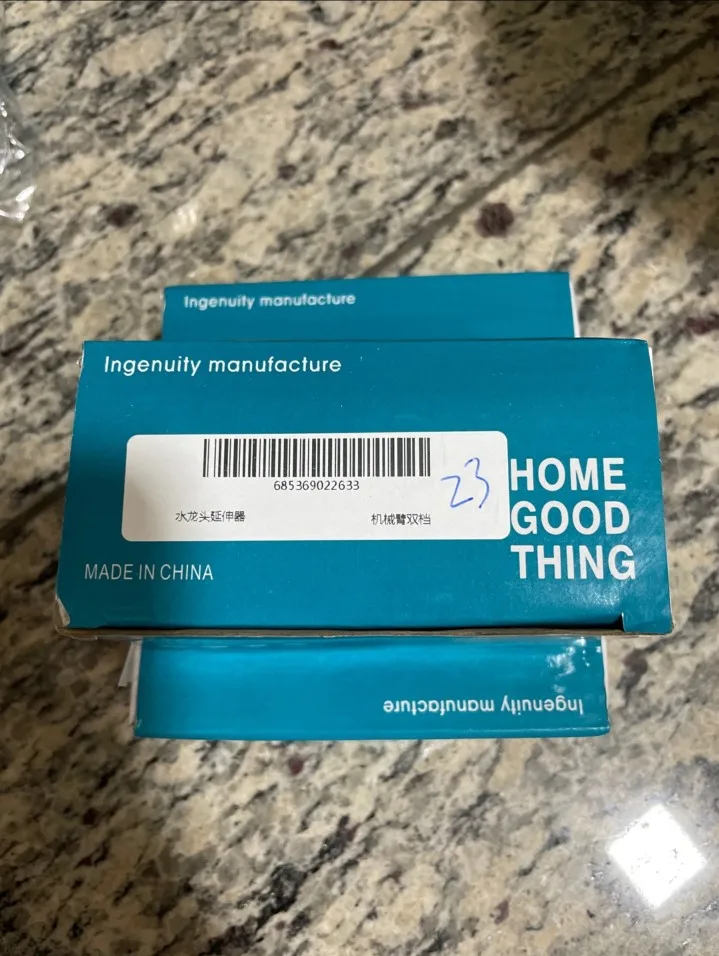 Ingenuity manufacture
Ingenuity manufacture
685369022633
水龙头延伸器 机械臂双档
23
HOME
GOOD
THING
MADE IN CHINA
Ingenuity manufacture